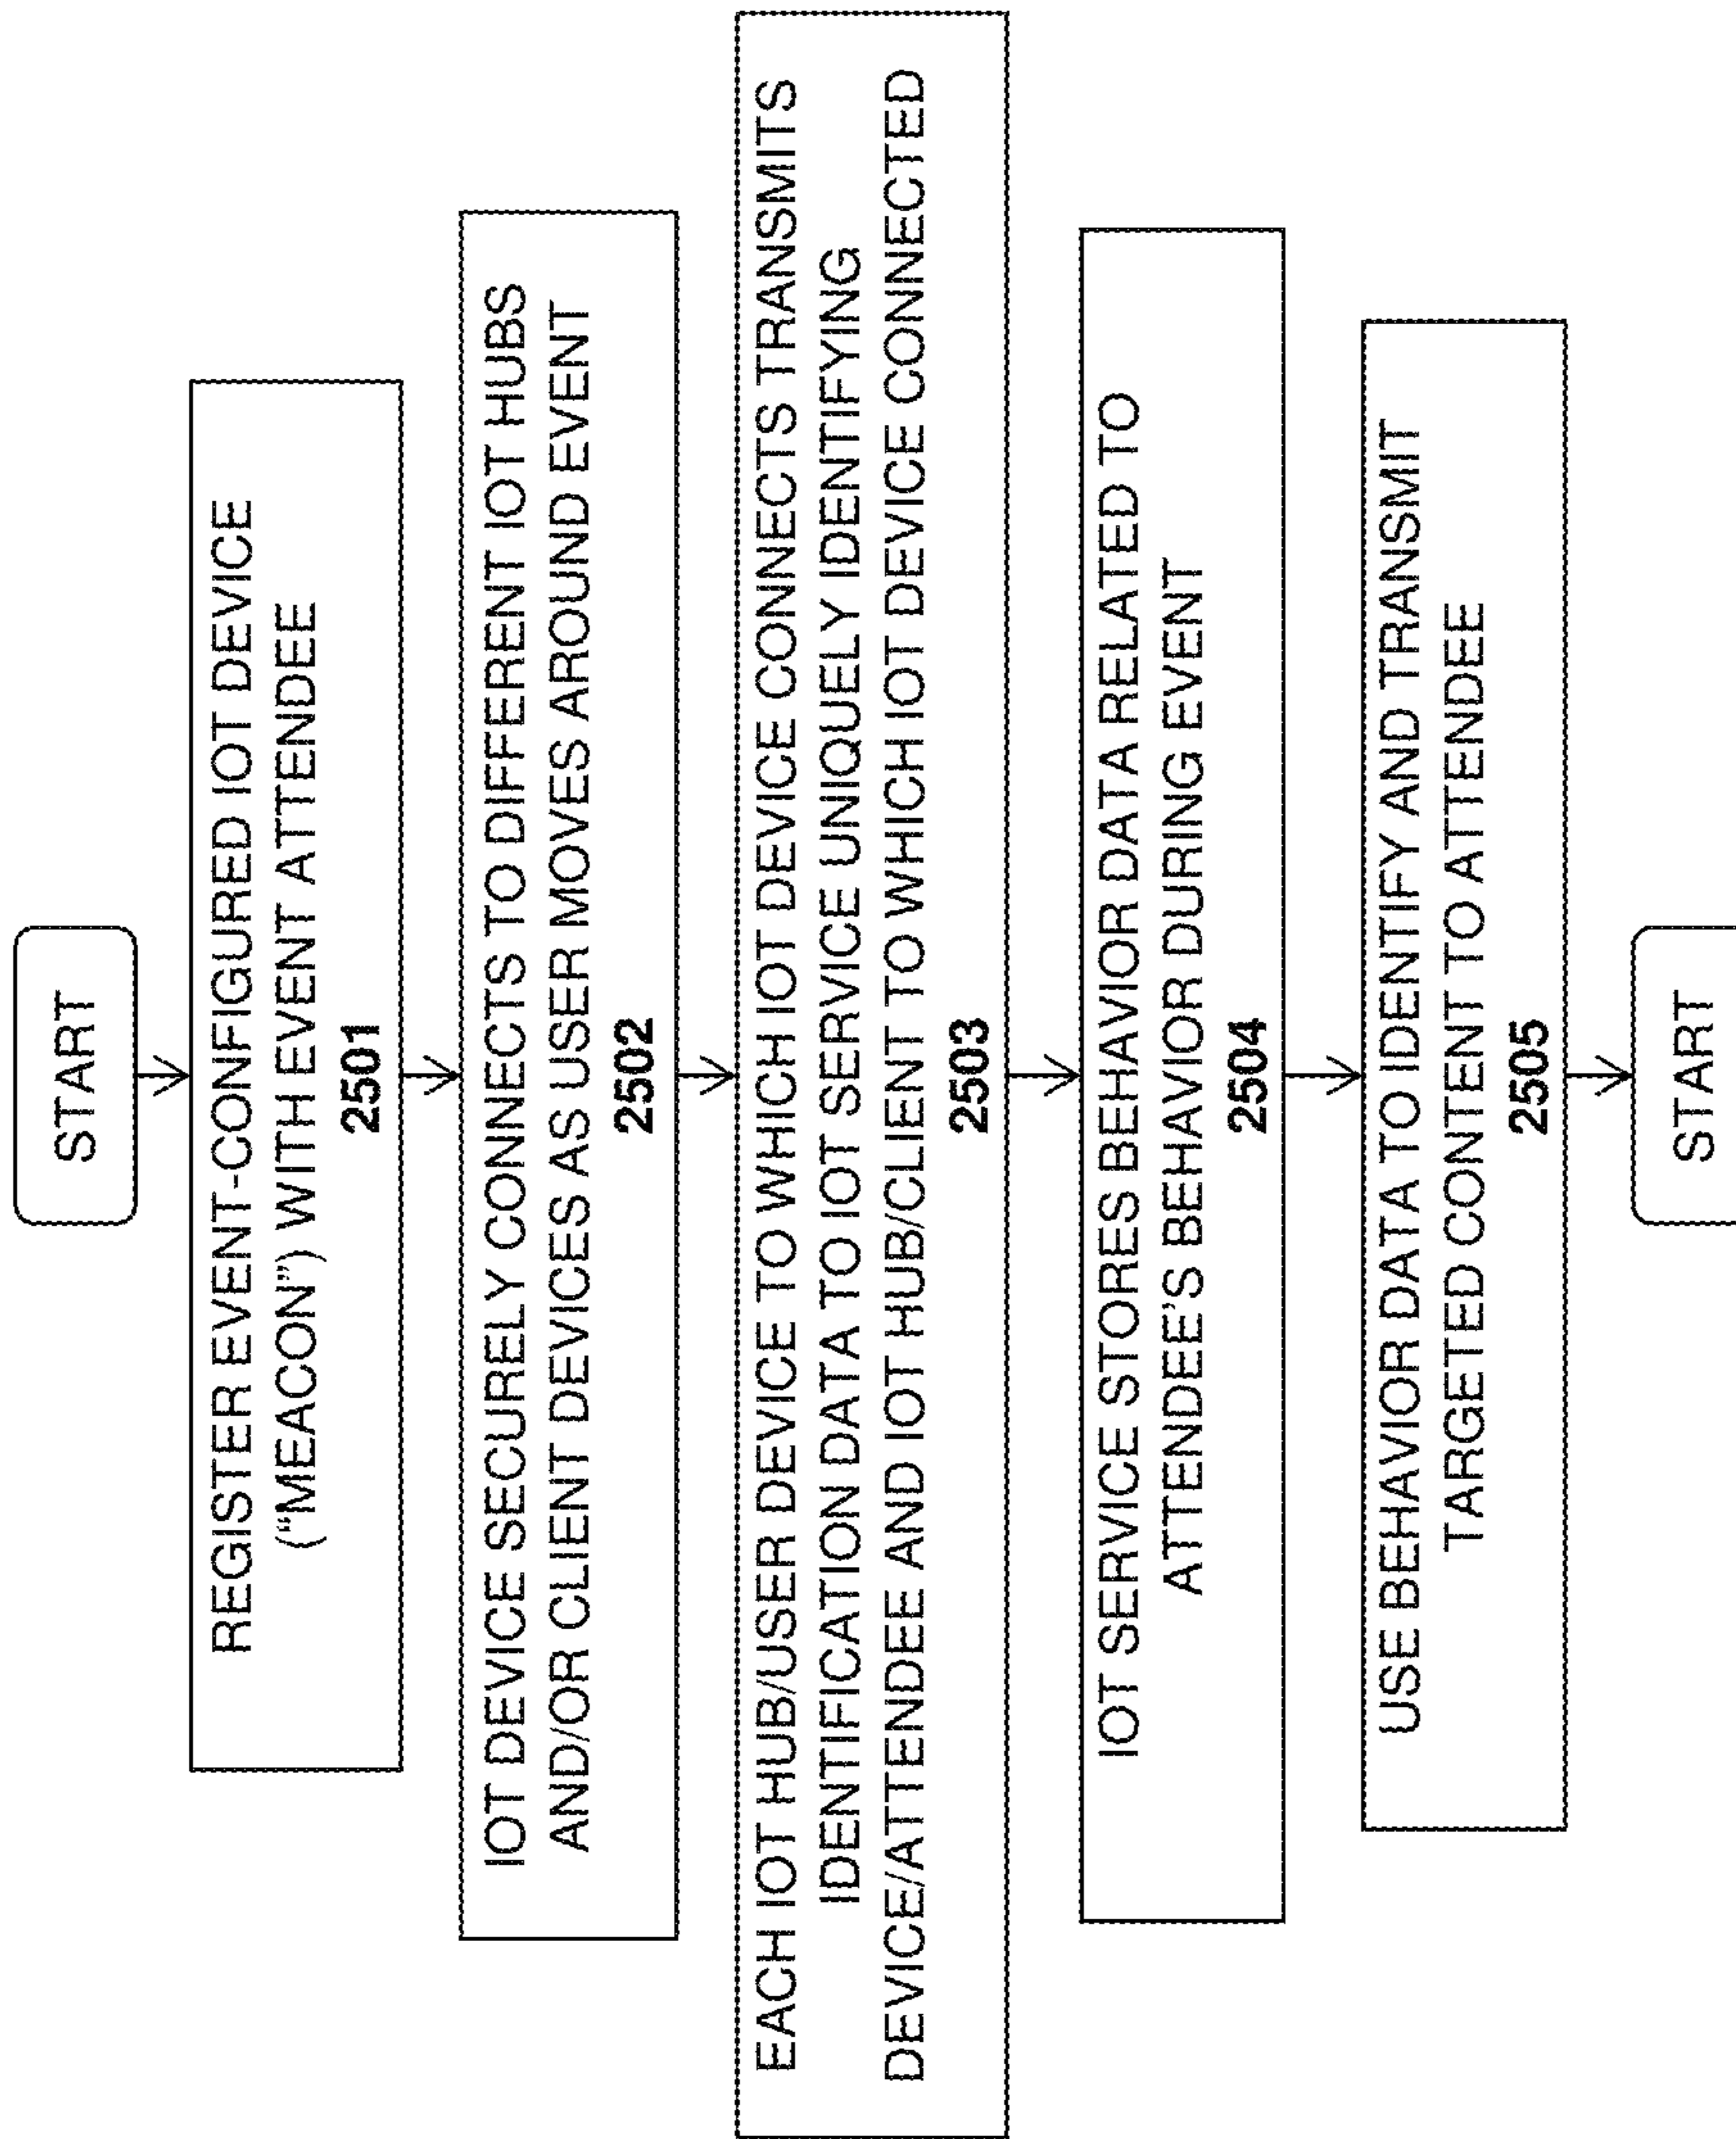 START
REGISTER EVENT-CONFIGURED IOT DEVICE
("MEACON") WITH EVENT ATTENDEE
2501
IOT DEVICE SECURELY CONNECTS TO DIFFERENT IOT HUBS
AND/OR CLIENT DEVICES AS USER MOVES AROUND EVENT
2502
EACH IOT HUB/USER DEVICE TO WHICH IOT DEVICE CONNECTS TRANSMITS
IDENTIFICATION DATA TO IOT SERVICE UNIQUELY IDENTIFYING
DEVICE/ATTENDEE AND IOT HUB/CLIENT TO WHICH IOT DEVICE CONNECTED
2503
IOT SERVICE STORES BEHAVIOR DATA RELATED TO
ATTENDEE'S BEHAVIOR DURING EVENT
2504
USE BEHAVIOR DATA TO IDENTIFY AND TRANSMIT
TARGETED CONTENT TO ATTENDEE
2505
START